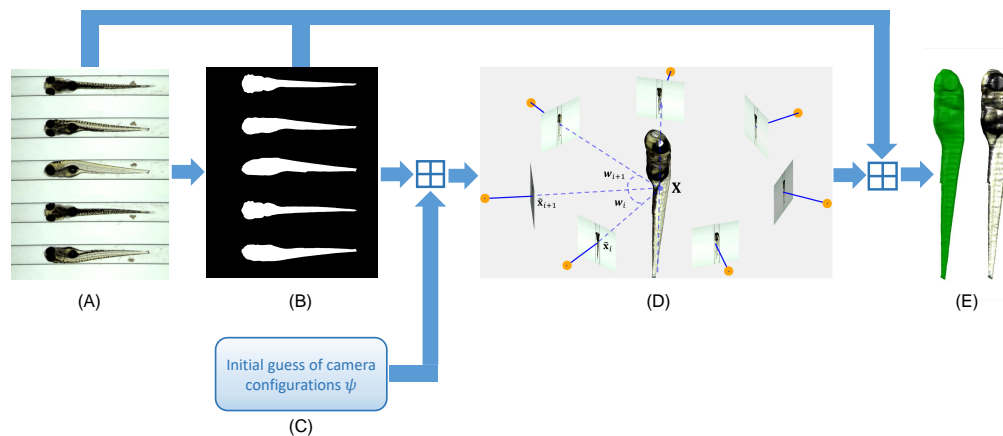 (A)
(B)
Initial guess of camera
configurations ψ
(C)
w_{i+1}
w_i
X
x̃_{i+1}
x̃_i
(D)
(E)